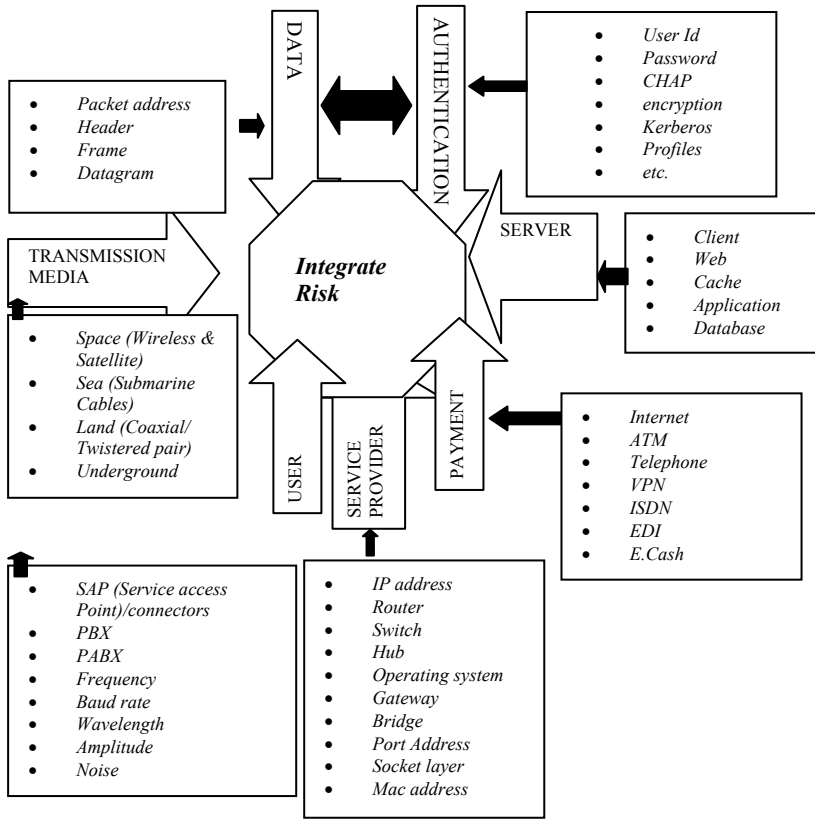 DATA
AUTHENTICATION
• User Id
• Password
• CHAP
• encryption
• Kerberos
• Profiles
• etc.
• Packet address
• Header
• Frame
• Datagram
TRANSMISSION
MEDIA
Integrate
Risk
SERVER
• Client
• Web
• Cache
• Application
• Database
• Space (Wireless &
Satellite)
• Sea (Submarine
Cables)
• Land (Coaxial/
Twistered pair)
• Underground
USER
SERVICE
PROVIDER
PAYMENT
• Internet
• ATM
• Telephone
• VPN
• ISDN
• EDI
• E.Cash
• SAP (Service access
Point)/connectors
• PBX
• PABX
• Frequency
• Baud rate
• Wavelength
• Amplitude
• Noise
• IP address
• Router
• Switch
• Hub
• Operating system
• Gateway
• Bridge
• Port Address
• Socket layer
• Mac address